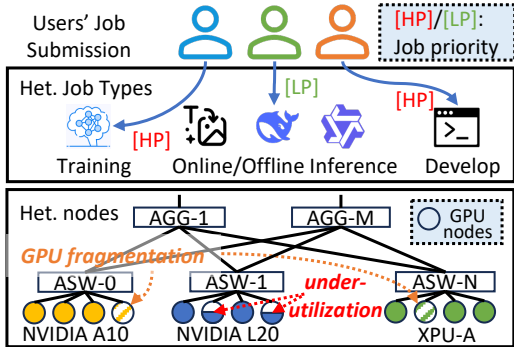 Users' Job
Submission
[HP]/[LP]:
Job priority
Het. Job Types
[HP]
[LP]
[HP]
T
>_
Training
Online/Offline Inference
Develop
Het. nodes
AGG-1
AGG-M
GPU
nodes
GPU fragmentation
ASW-0
ASW-1
ASW-N
under-
utilization
NVIDIA A10
NVIDIA L20
XPU-A